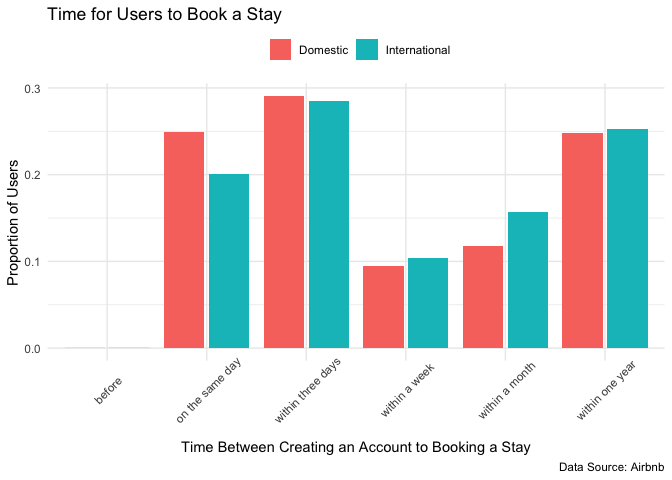 Time for Users to Book a Stay
Domestic International
0.3
0.2
0.1
0.0
Proportion of Users
before
on the same day
within three days
within a week
within a month
within one year
Time Between Creating an Account to Booking a Stay
Data Source: Airbnb